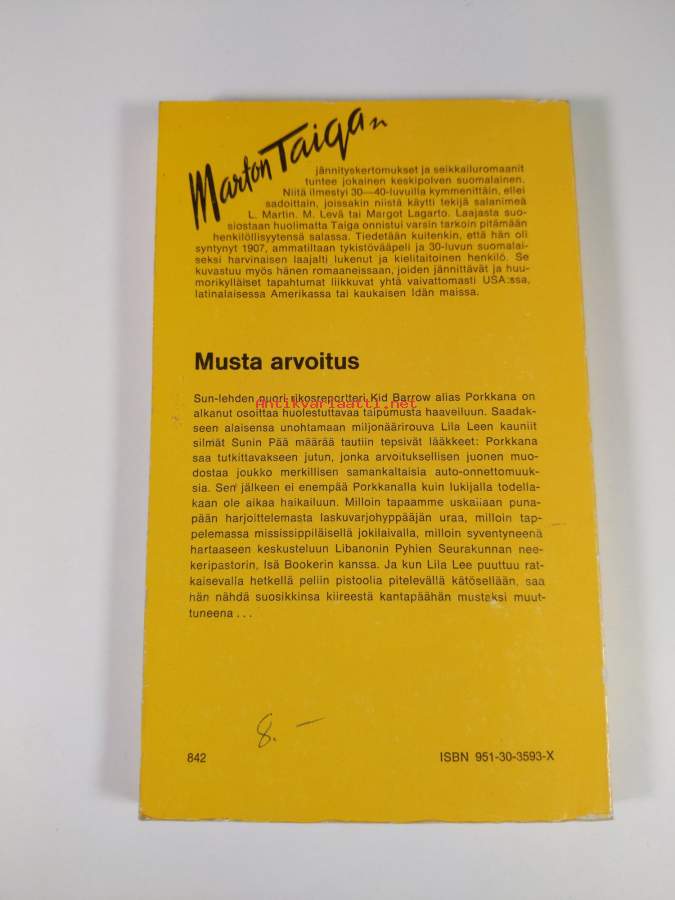 Marton Taigan
jännityskertomukset ja seikkailuromaanit
tuntee jokainen keskipolven suomalainen.
Niitä ilmestyi 30—40-luvuilla kymmenittäin, ellei
sadoittain, joissakin niistä käytti tekijä salanimeä
L. Martin. M. Levä tai Margot Lagarto. Laajasta suo-
siostaan huolimatta Taiga onnistui varsin tarkoin pitämään
henkilöllisyytensä salassa. Tiedetään kuitenkin, että hän oli
syntynyt 1907, ammatiltaan tykistövääpeli ja 30-luvun suomalai-
seksi harvinaisen laajalti lukenut ja kielitaitoinen henkilö. Se
kuvastuu myös hänen romaaneissaan, joiden jännittävät ja huu-
morikylläiset tapahtumat liikkuvat yhtä vaivattomasti USA:ssa,
latinalaisessa Amerikassa tai kaukaisen Idän maissa.
Musta arvoitus
Sun-lehden nuori rikosreportteri Kid Barrow alias Porkkana on
Antikvariaatti.net
alkanut osoittaa huolestuttavaa taipumusta haaveiluun. Saadak-
seen alaisensa unohtamaan miljonäärirouva Lila Leen kauniit
silmät Sunin Pää määrää tautiin tepsivät lääkkeet: Porkkana
saa tutkittavakseen jutun, jonka arvoituksellisen juonen muo-
dostaa joukko merkillisen samankaltaisia auto-onnettomuuk-
sia. Sen jälkeen ei enempää Porkkanalla kuin lukijalla todella-
kaan ole aikaa haikailuun. Milloin tapaamme uskaliaan puna-
pään harjoittelemasta laskuvarjohyppääjän uraa, milloin tap-
pelemassa mississippiläisellä jokilaivalla, milloin syventyneenä
hartaaseen keskusteluun Libanonin Pyhien Seurakunnan nee-
keripastorin, Isä Bookerin kanssa. Ja kun Lila Lee puuttuu rat-
kaisevalla hetkellä peliin pistoolia pitelevällä kätösellään, saa
hän nähdä suosikkinsa kiireestä kantapäähän mustaksi muut-
tuneena . . .
8. —
842
ISBN 951-30-3593-X